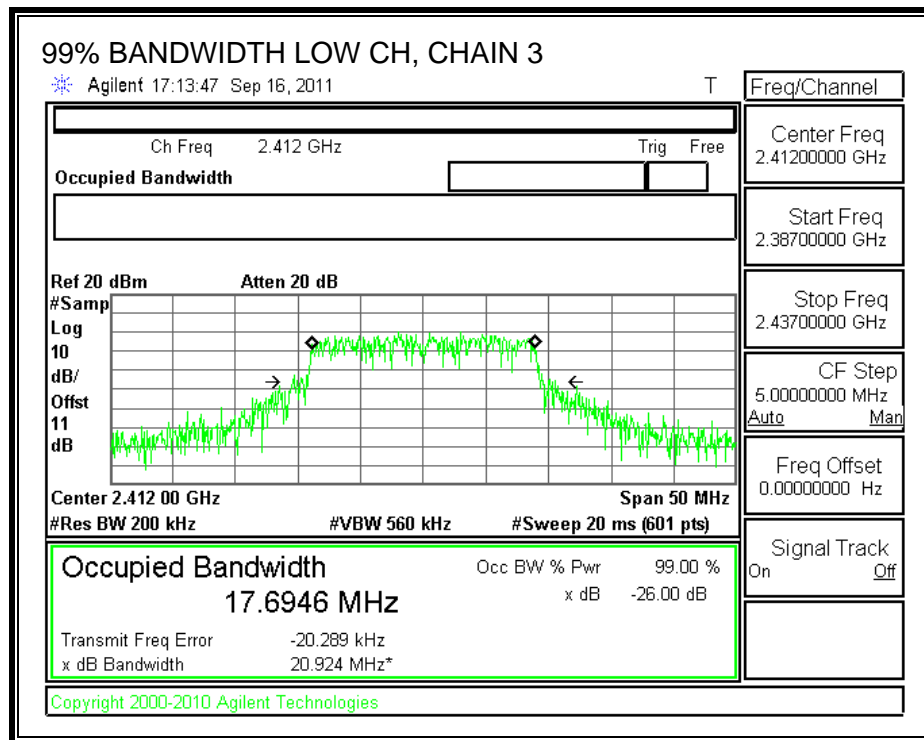 99% BANDWIDTH LOW CH, CHAIN 3
Agilent 17:13:47 Sep 16, 2011 T
Freq/Channel
Ch Freq 2.412 GHz Trig Free
Occupied Bandwidth
Center Freq
2.41200000 GHz
Start Freq
2.38700000 GHz
Stop Freq
2.43700000 GHz
CF Step
5.00000000 MHz
Auto Man
Freq Offset
0.00000000 Hz
Signal Track
On Off
Ref 20 dBm Atten 20 dB
#Samp
Log
10
dB/
Offst
11
dB
Center 2.412 00 GHz Span 50 MHz
#Res BW 200 kHz #VBW 560 kHz #Sweep 20 ms (601 pts)
Occupied Bandwidth Occ BW % Pwr 99.00 %
17.6946 MHz x dB -26.00 dB
Transmit Freq Error -20.289 kHz
x dB Bandwidth 20.924 MHz*
Copyright 2000-2010 Agilent Technologies